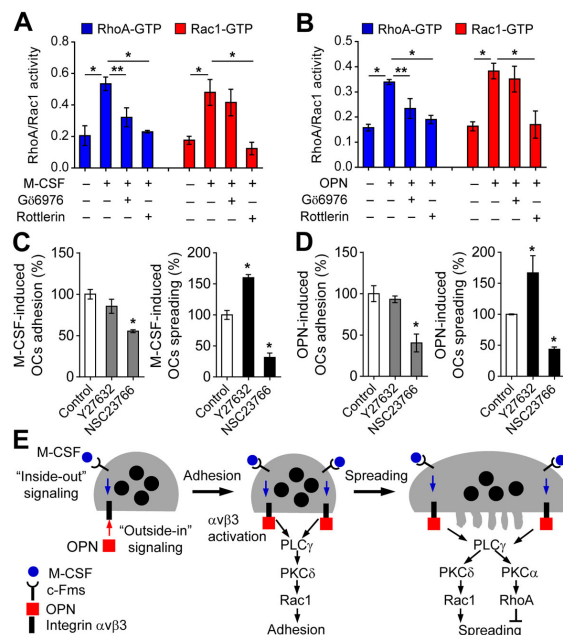 A
RhoA-GTP Rac1-GTP
RhoA/Rac1 activity
0.8
0.6
0.4
0.2
0.0
* ** * * *
M-CSF − + + + − + + +
Gö6976 + +
Rottlerin + +
B
RhoA-GTP Rac1-GTP
RhoA/Rac1 activity
0.5
0.4
0.3
0.2
0.1
0.0
* ** * * *
OPN − + + + − + + +
Gö6976 + +
Rottlerin + +
C
M-CSF-induced
OCs adhesion (%)
150
100
50
0
*
Control
Y27632
NSC23766
M-CSF-induced
OCs spreading (%)
200
150
100
50
0
*
*
Control
Y27632
NSC23766
D
OPN-induced
OCs adhesion (%)
150
100
50
0
*
Control
Y27632
NSC23766
OPN-induced
OCs spreading (%)
200
150
100
50
0
*
*
Control
Y27632
NSC23766
E
M-CSF
“Inside-out”
signaling
“Outside-in”
signaling
OPN
M-CSF
c-Fms
OPN
Integrin αvβ3
Adhesion
αvβ3
activation
PLCγ
PKCδ
Rac1
Adhesion
Spreading
PLCγ
PKCδ PKCα
Rac1 RhoA
Spreading